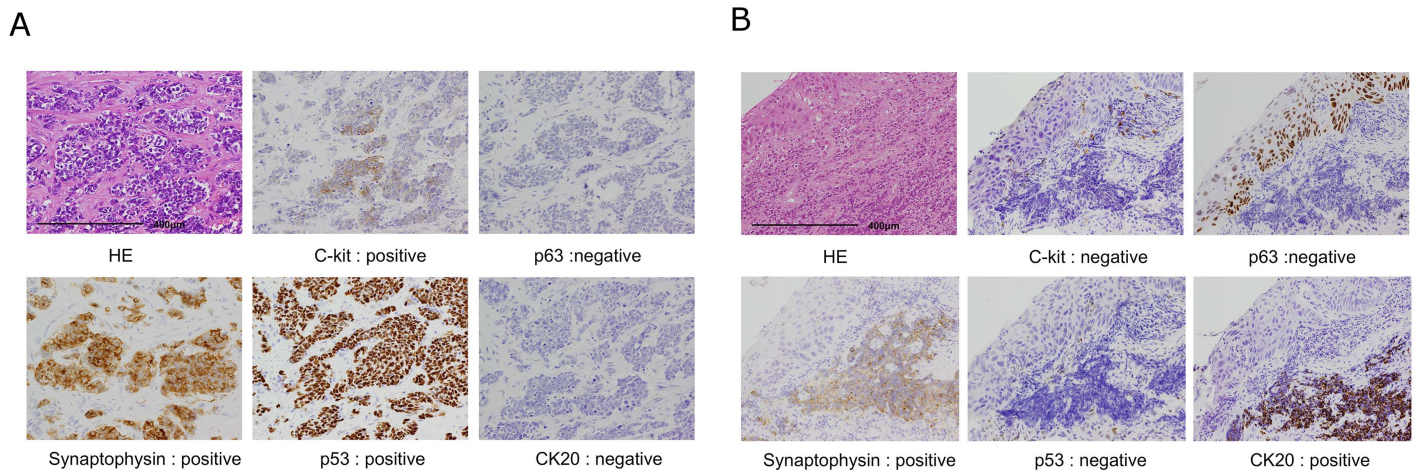 A
B
400μm
HE
C-kit : positive
p63 :negative
Synaptophysin : positive
p53 : positive
CK20 : negative
400μm
HE
C-kit : negative
p63 :negative
Synaptophysin : positive
p53 : negative
CK20 : positive